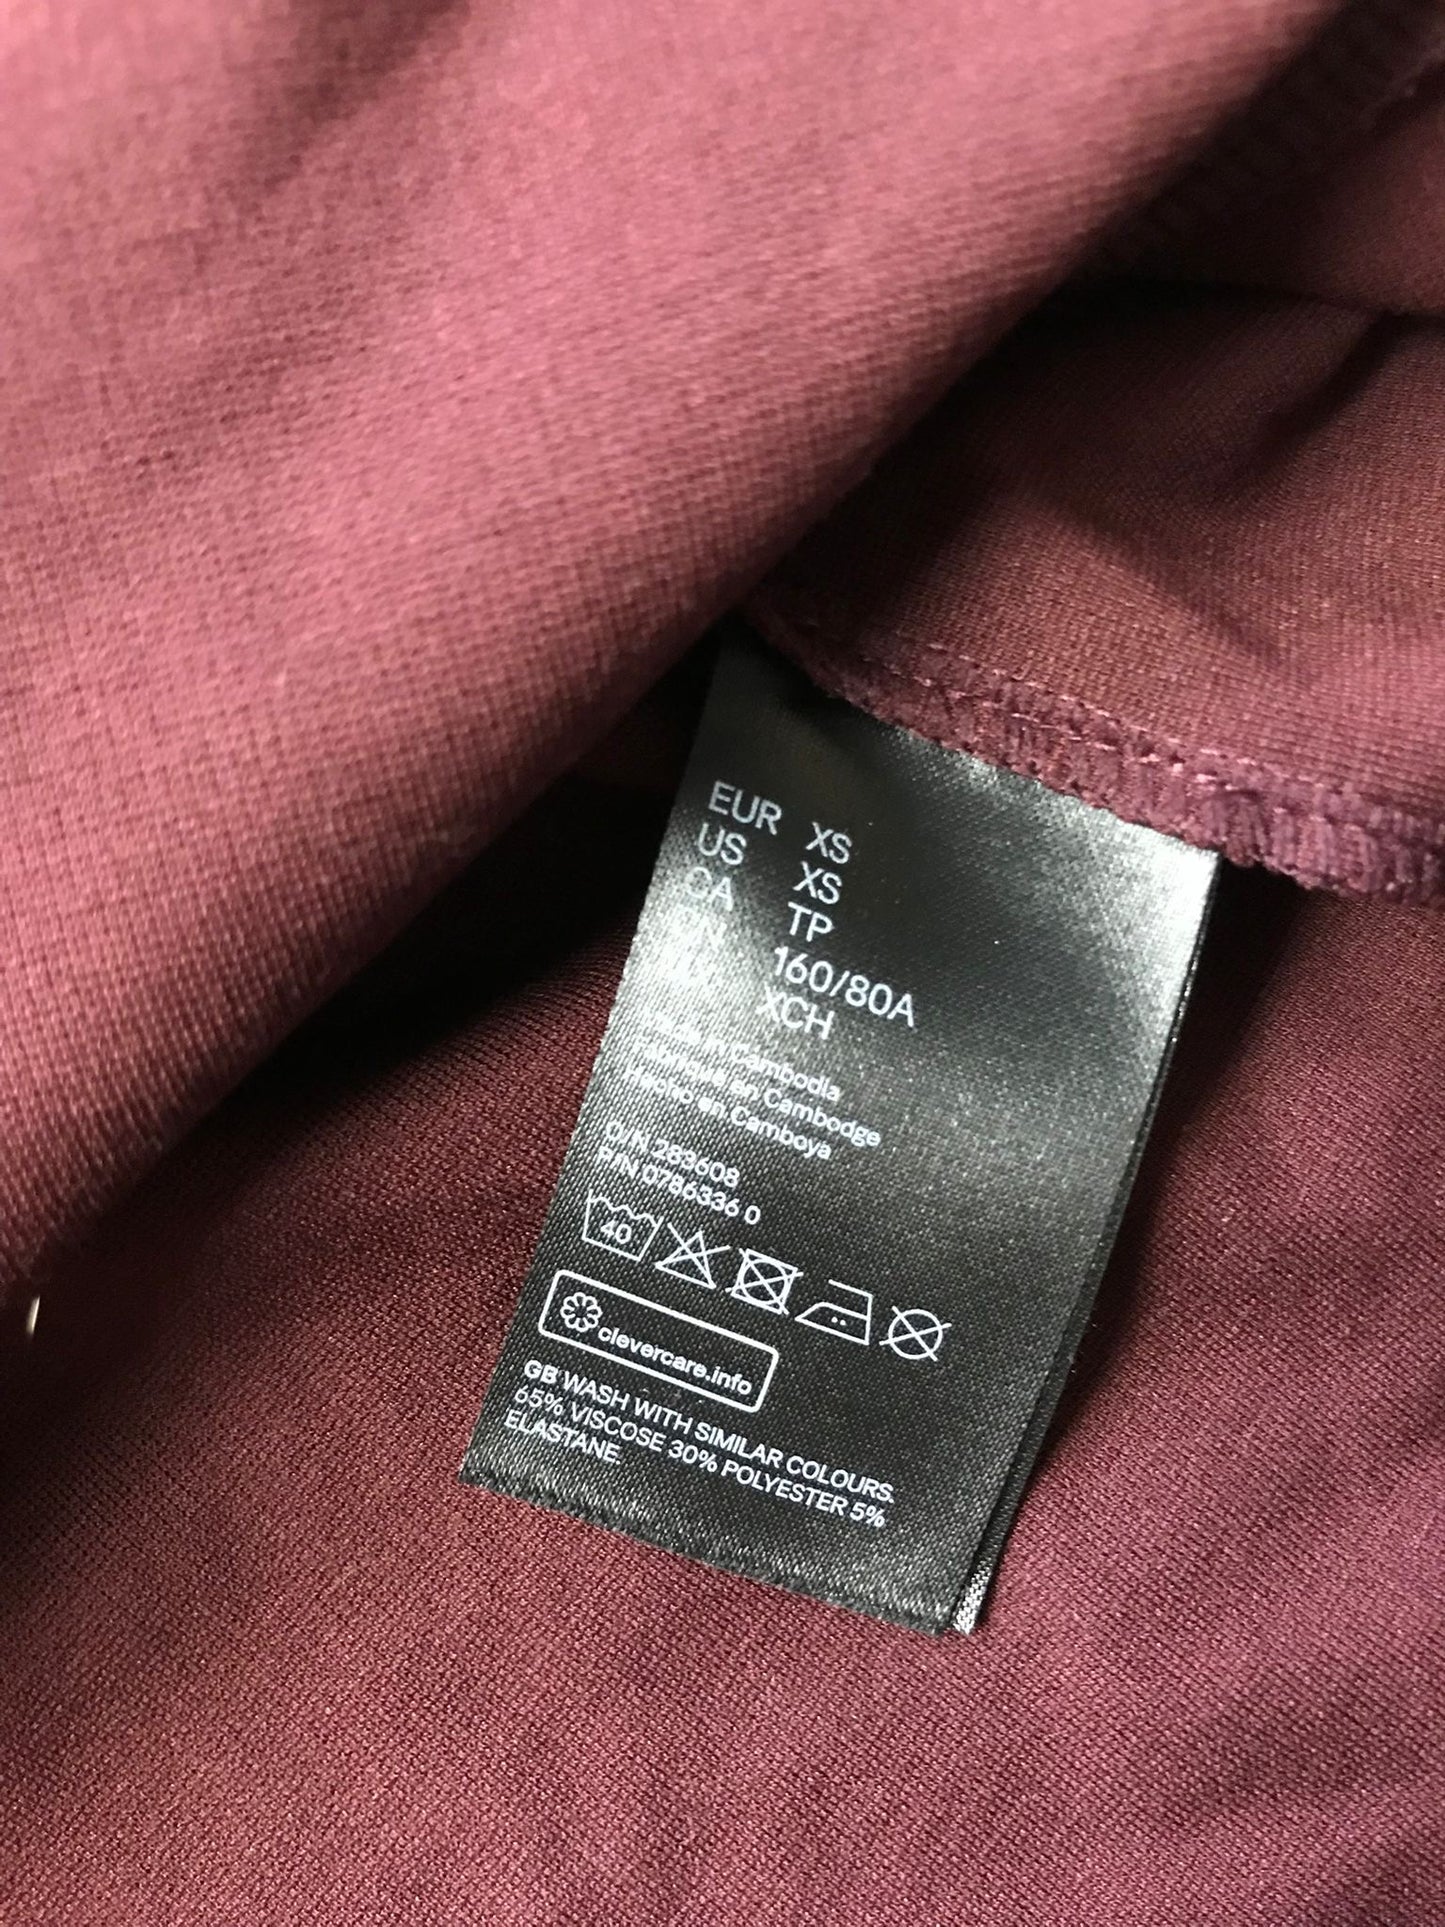 EUR XS
US XS
CA TP
160/80A
XCH
Made in Cambodia
Fabriqué en Cambodge
Hecho en Camboya
O/N 283608
P/N 0786336 0
40
clevercare.info
GB WASH WITH SIMILAR COLOURS.
65% VISCOSE 30% POLYESTER 5%
ELASTANE.